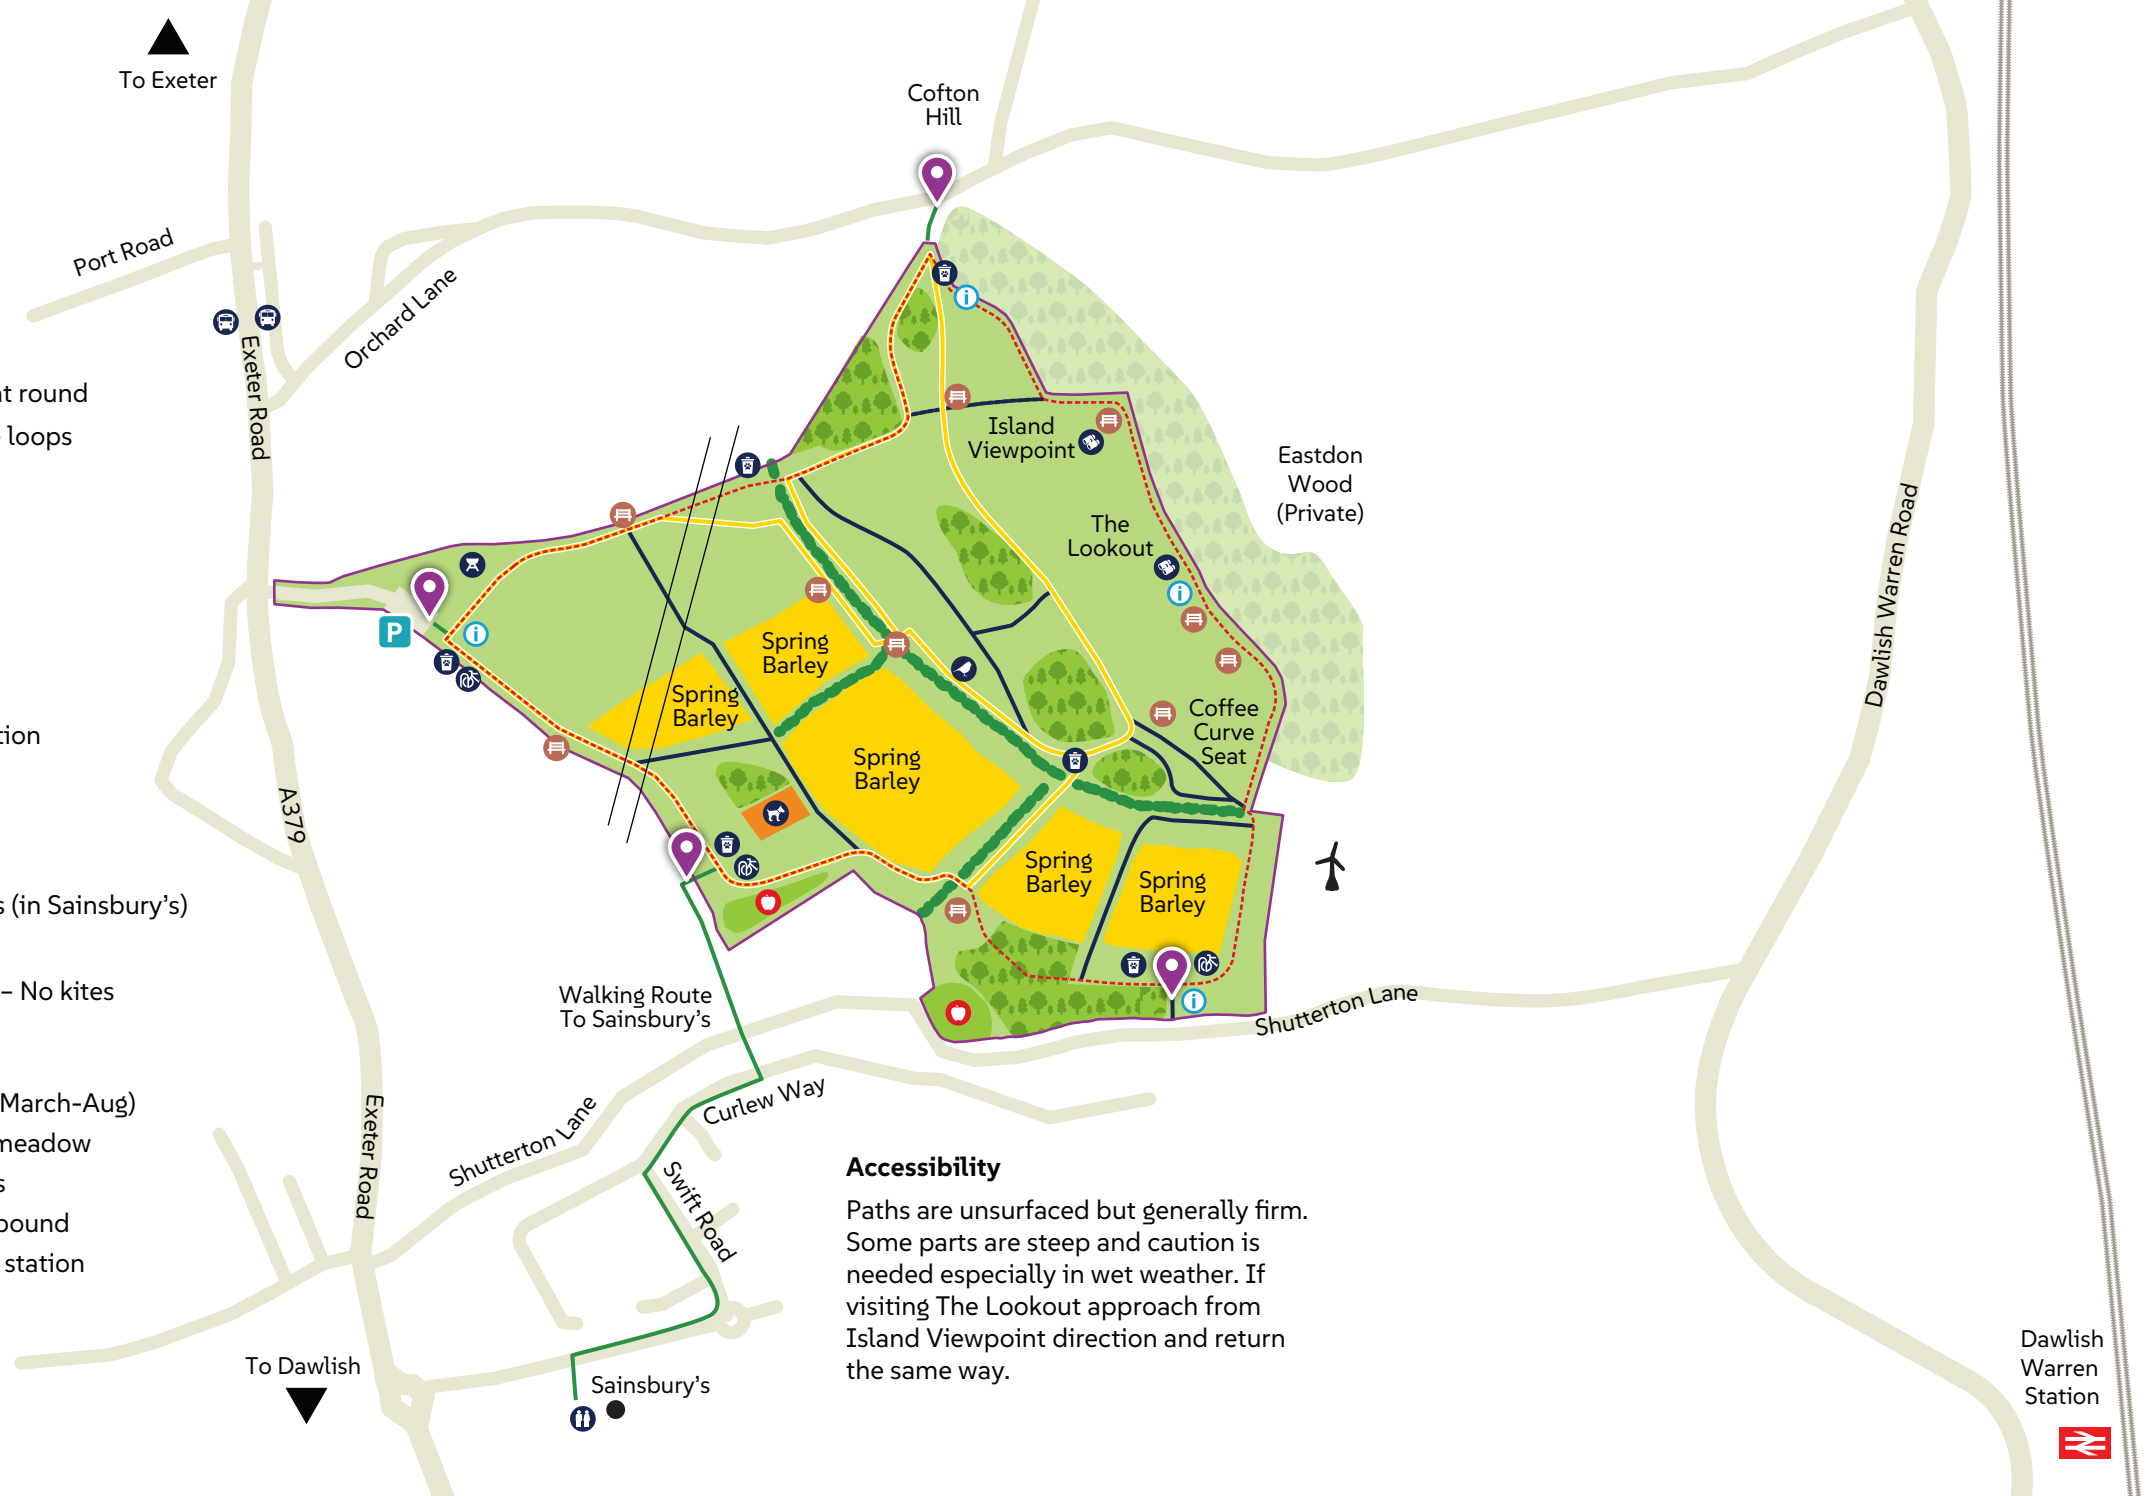 To Exeter
Cofton
Hill
Port Road
Orchard Lane
Exeter Road
t round
loops
Island
Viewpoint
Eastdon
Wood
(Private)
The
Lookout
Dawlish Warren Road
P
i
i
i
i
Spring
Barley
Spring
Barley
Spring
Barley
Spring
Barley
Spring
Barley
Coffee
Curve
Seat
tion
A379
s (in Sainsbury's)
– No kites
Walking Route
To Sainsbury's
Shutterton Lane
March-Aug)
meadow
s
ound
station
Exeter Road
Shutterton Lane
Curlew Way
Swift Road
Accessibility
Paths are unsurfaced but generally firm.
Some parts are steep and caution is
needed especially in wet weather. If
visiting The Lookout approach from
Island Viewpoint direction and return
the same way.
To Dawlish
Sainsbury's
Dawlish
Warren
Station